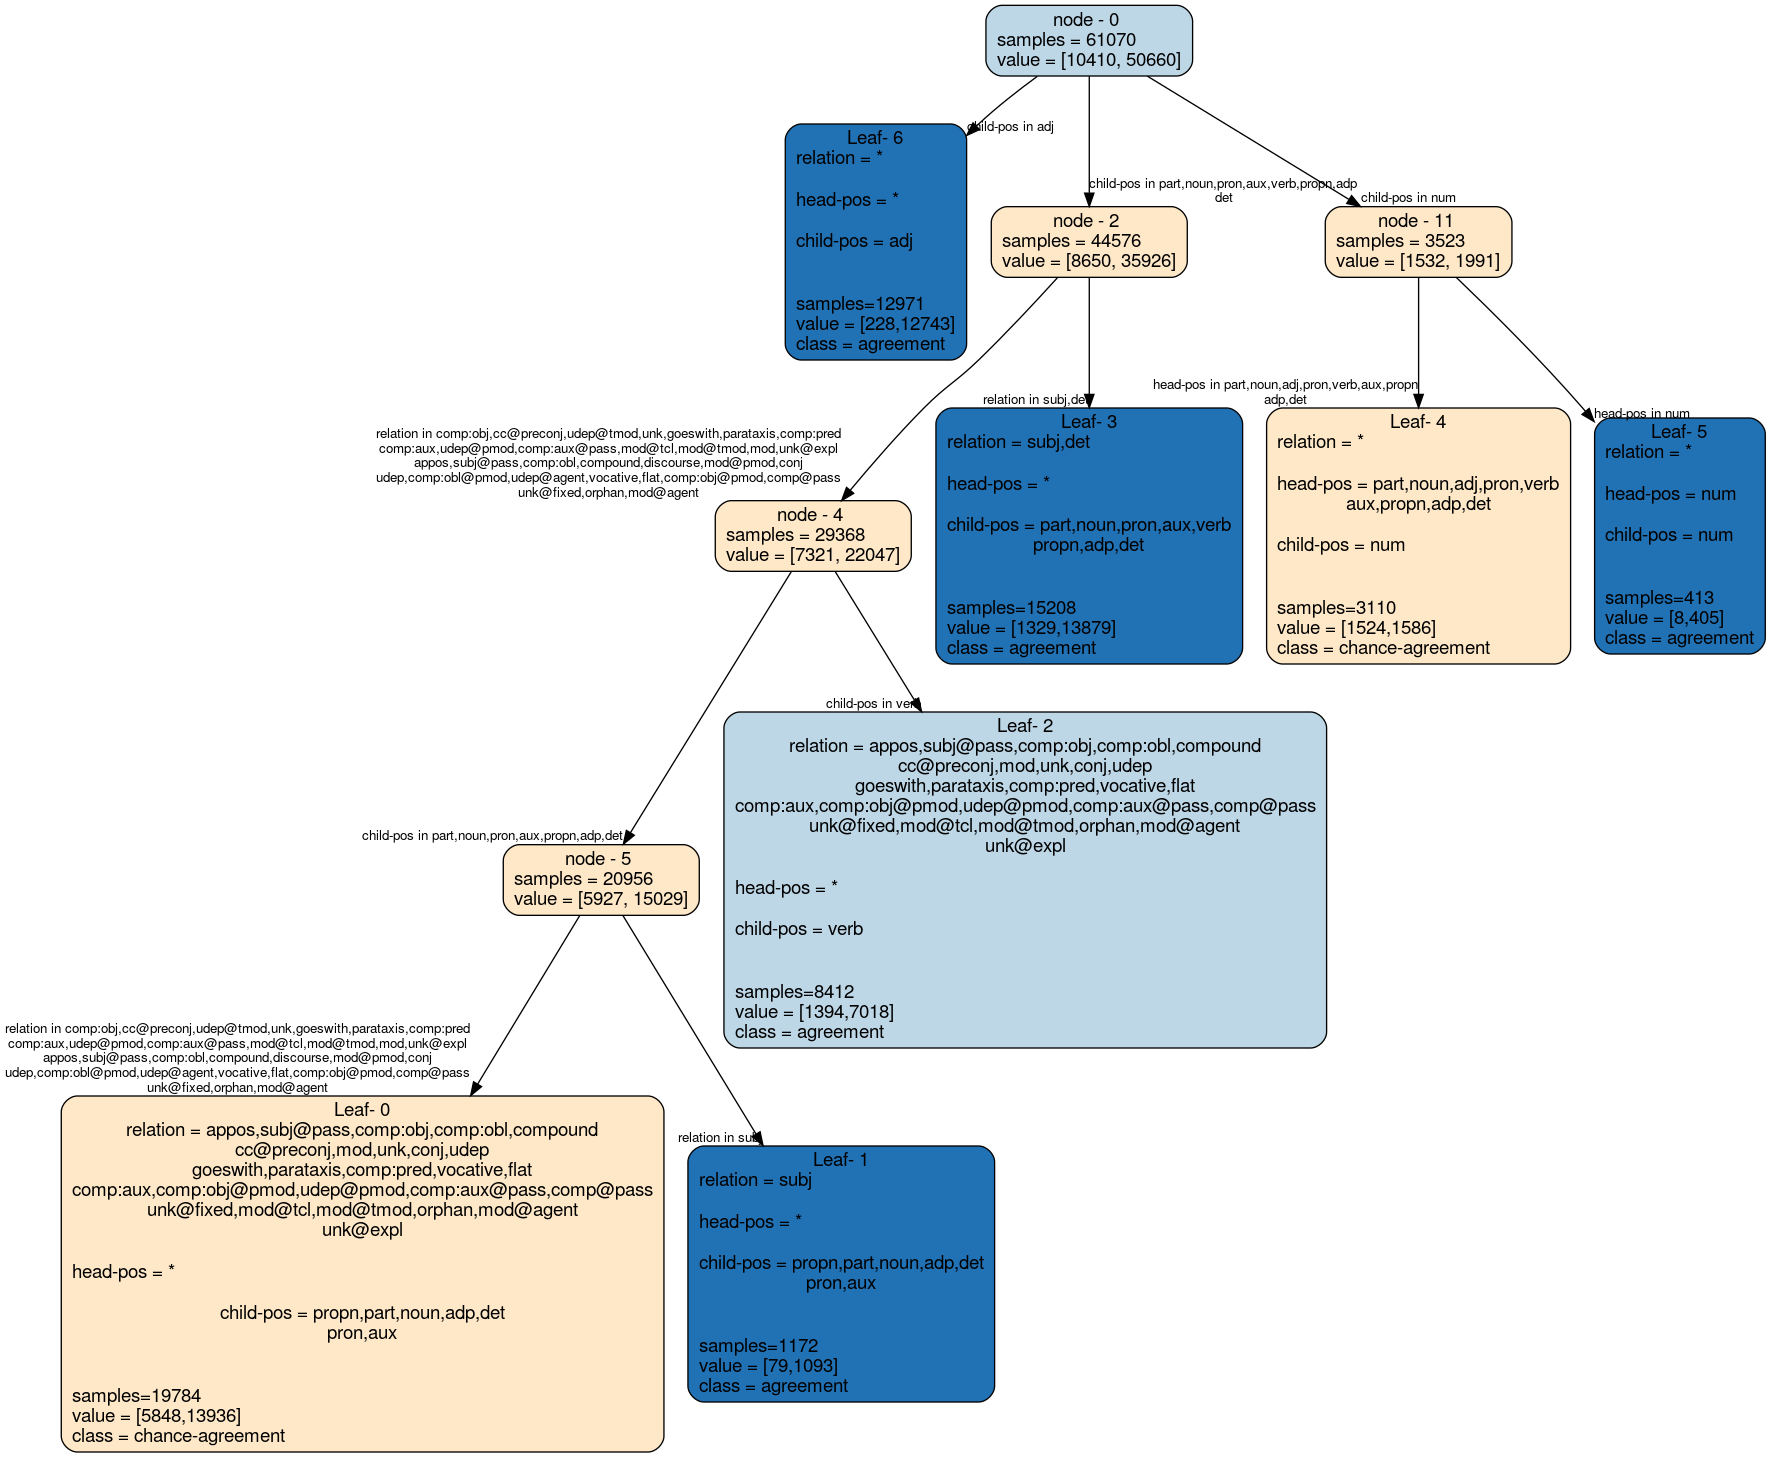 node - 0
samples = 61070
value = [10410, 50660]
child-pos in adj
child-pos in part,noun,pron,aux,verb,propn,adp
det
child-pos in num
Leaf- 6
relation = *
head-pos = *
child-pos = adj
samples=12971
value = [228,12743]
class = agreement
node - 2
samples = 44576
value = [8650, 35926]
node - 11
samples = 3523
value = [1532, 1991]
relation in comp:obj,cc@preconj,udep@tmod,unk,goeswith,parataxis,comp:pred
comp:aux,udep@pmod,comp:aux@pass,mod@tcl,mod@tmod,mod,unk@expl
appos,subj@pass,comp:obl,compound,discourse,mod@pmod,conj
udep,comp:obl@pmod,udep@agent,vocative,flat,comp:obj@pmod,comp@pass
unk@fixed,orphan,mod@agent
relation in subj,det
head-pos in part,noun,adj,pron,verb,aux,propn
adp,det
head-pos in num
node - 4
samples = 29368
value = [7321, 22047]
Leaf- 3
relation = subj,det
head-pos = *
child-pos = part,noun,pron,aux,verb
propn,adp,det
samples=15208
value = [1329,13879]
class = agreement
Leaf- 4
relation = *
head-pos = part,noun,adj,pron,verb
aux,propn,adp,det
child-pos = num
samples=3110
value = [1524,1586]
class = chance-agreement
Leaf- 5
relation = *
head-pos = num
child-pos = num
samples=413
value = [8,405]
class = agreement
child-pos in part,noun,pron,aux,propn,adp,det
child-pos in verb
node - 5
samples = 20956
value = [5927, 15029]
Leaf- 2
relation = appos,subj@pass,comp:obj,comp:obl,compound
cc@preconj,mod,unk,conj,udep
goeswith,parataxis,comp:pred,vocative,flat
comp:aux,comp:obj@pmod,udep@pmod,comp:aux@pass,comp@pass
unk@fixed,mod@tcl,mod@tmod,orphan,mod@agent
unk@expl
head-pos = *
child-pos = verb
samples=8412
value = [1394,7018]
class = agreement
relation in comp:obj,cc@preconj,udep@tmod,unk,goeswith,parataxis,comp:pred
comp:aux,udep@pmod,comp:aux@pass,mod@tcl,mod@tmod,mod,unk@expl
appos,subj@pass,comp:obl,compound,discourse,mod@pmod,conj
udep,comp:obl@pmod,udep@agent,vocative,flat,comp:obj@pmod,comp@pass
unk@fixed,orphan,mod@agent
relation in subj
Leaf- 0
relation = appos,subj@pass,comp:obj,comp:obl,compound
cc@preconj,mod,unk,conj,udep
goeswith,parataxis,comp:pred,vocative,flat
comp:aux,comp:obj@pmod,udep@pmod,comp:aux@pass,comp@pass
unk@fixed,mod@tcl,mod@tmod,orphan,mod@agent
unk@expl
head-pos = *
child-pos = propn,part,noun,adp,det
pron,aux
samples=19784
value = [5848,13936]
class = chance-agreement
Leaf- 1
relation = subj
head-pos = *
child-pos = propn,part,noun,adp,det
pron,aux
samples=1172
value = [79,1093]
class = agreement